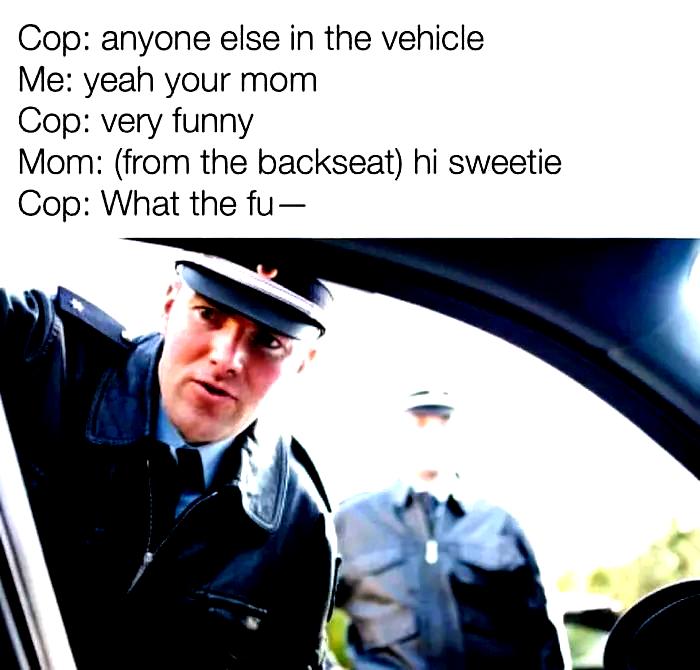 Cop: anyone else in the vehicle
Me: yeah your mom
Cop: very funny
Mom: (from the backseat) hi sweetie
Cop: What the fu—